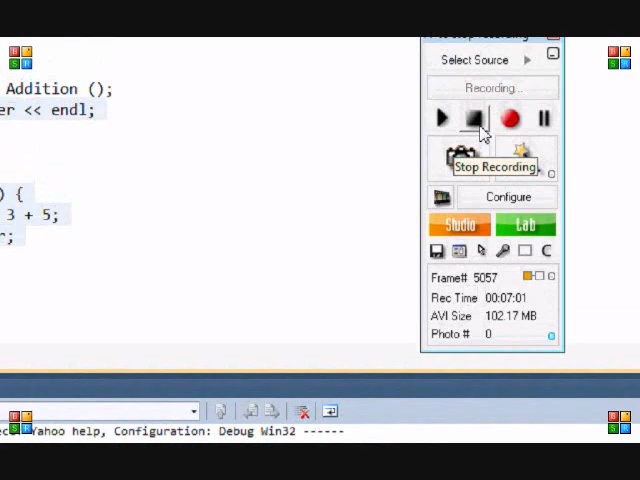 Select Source
Recording...
Addition ();
er << endl;
) {
3 + 5;
r;
Stop Recording
Configure
Studio
Lab
Frame# 5057
Rec Time 00:07:01
AVI Size 102.17 MB
Photo # 0
Yahoo help, Configuration: Debug Win32 ------